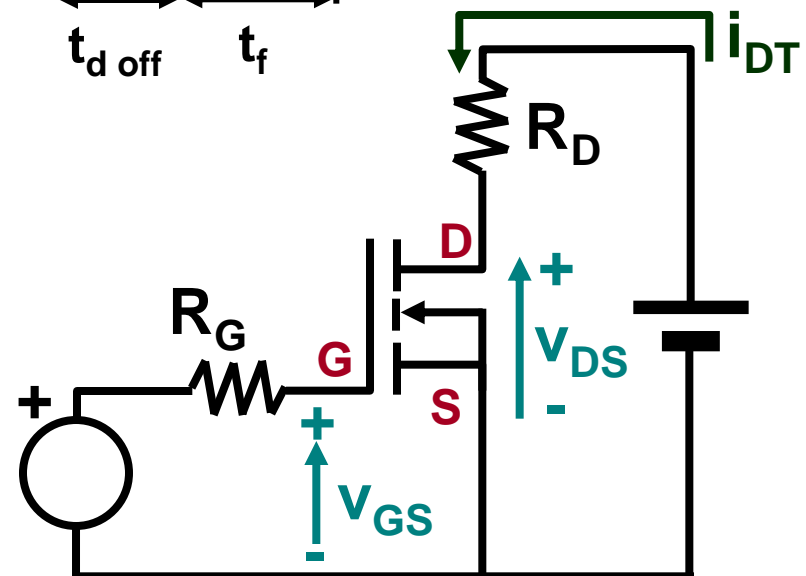 t_d off t_f
i_DT
R_D
D
+
R_G
v_DS
G
+
S
-
+
v_GS
-